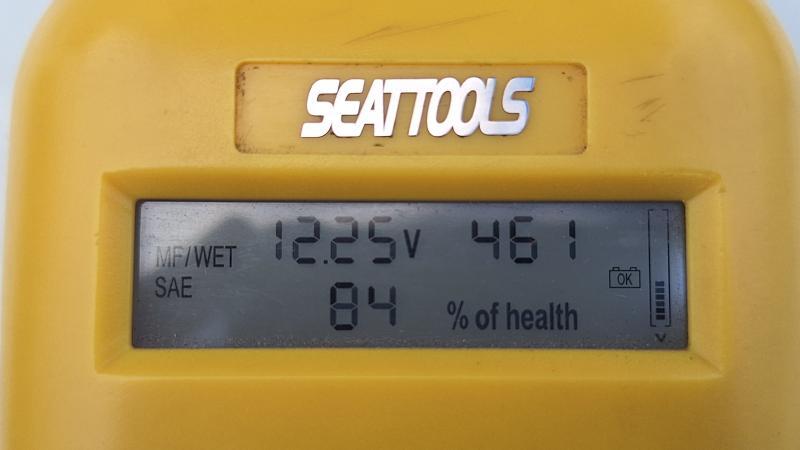 SEATTOOLS
MF/WET 12.25V 461
SAE
OK
84 % of health
V